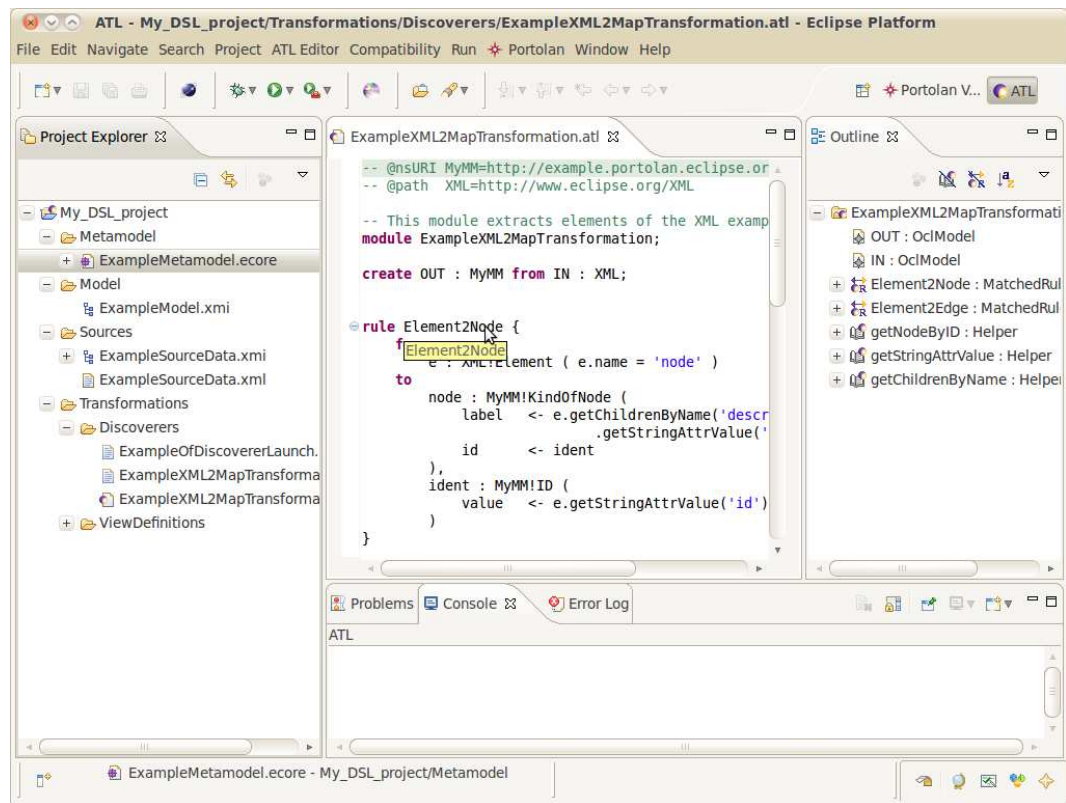 ATL - My_DSL_project/Transformations/Discoverers/ExampleXML2MapTransformation.atl - Eclipse Platform
File Edit Navigate Search Project ATL Editor Compatibility Run Portolan Window Help
Portolan V... ATL
Project Explorer
My_DSL_project
Metamodel
ExampleMetamodel.ecore
Model
ExampleModel.xmi
Sources
ExampleSourceData.xmi
ExampleSourceData.xml
Transformations
Discoverers
ExampleOfDiscovererLaunch.
ExampleXML2MapTransforma
ExampleXML2MapTransforma
ViewDefinitions
ExampleXML2MapTransformation.atl
-- @nsURI MyMM=http://example.portolan.eclipse.or
-- @path XML=http://www.eclipse.org/XML
-- This module extracts elements of the XML examp
module ExampleXML2MapTransformation;
create OUT : MyMM from IN : XML;
rule Element2Node {
Element2Node
e : XML!Element ( e.name = 'node' )
to
node : MyMM!KindOfNode (
label <- e.getChildrenByName('descr
.getStringAttrValue('
id <- ident
),
ident : MyMM!ID (
value <- e.getStringAttrValue('id')
)
}
Outline
ExampleXML2MapTransformati
OUT : OclModel
IN : OclModel
Element2Node : MatchedRul
Element2Edge : MatchedRul
getNodeByID : Helper
getStringAttrValue : Helper
getChildrenByName : Helper
Problems Console Error Log
ATL
ExampleMetamodel.ecore - My_DSL_project/Metamodel